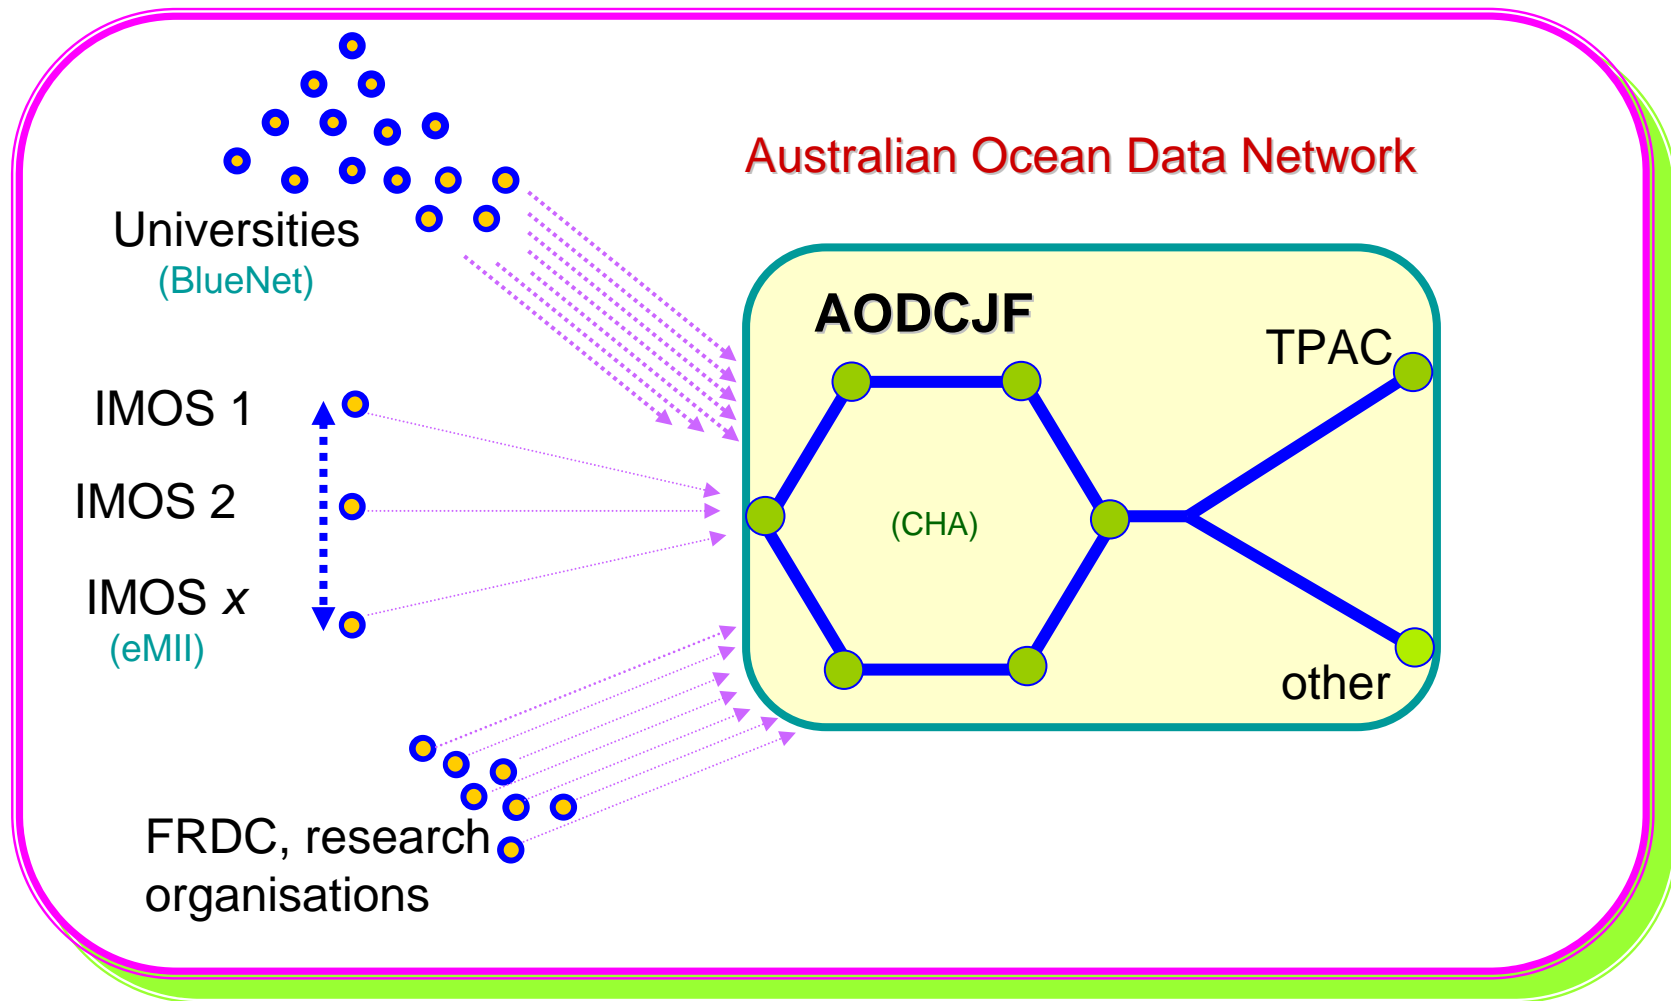 Australian Ocean Data Network
Universities
(BlueNet)
AODCJF
TPAC
IMOS 1
IMOS 2
(CHA)
IMOS x
(eMII)
other
FRDC, research
organisations